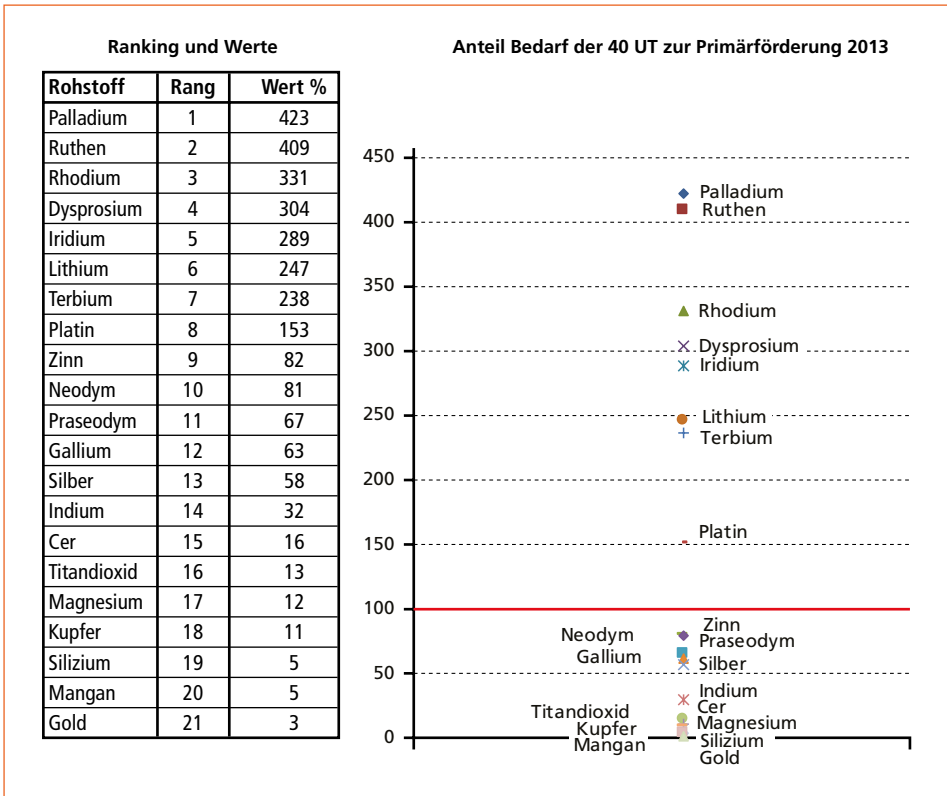 Ranking und Werte
Rohstoff Rang Wert %
Palladium 1 423
Ruthen 2 409
Rhodium 3 331
Dysprosium 4 304
Iridium 5 289
Lithium 6 247
Terbium 7 238
Platin 8 153
Zinn 9 82
Neodym 10 81
Praseodym 11 67
Gallium 12 63
Silber 13 58
Indium 14 32
Cer 15 16
Titandioxid 16 13
Magnesium 17 12
Kupfer 18 11
Silizium 19 5
Mangan 20 5
Gold 21 3
Anteil Bedarf der 40 UT zur Primärförderung 2013
450
Palladium
Ruthen
400
350
Rhodium
Dysprosium
300
Iridium
250
Lithium
Terbium
200
Platin
150
100
Zinn
Neodym Praseodym
Gallium Silber
50
Indium
Titandioxid Cer
Kupfer Magnesium
0 Mangan Silizium
Gold